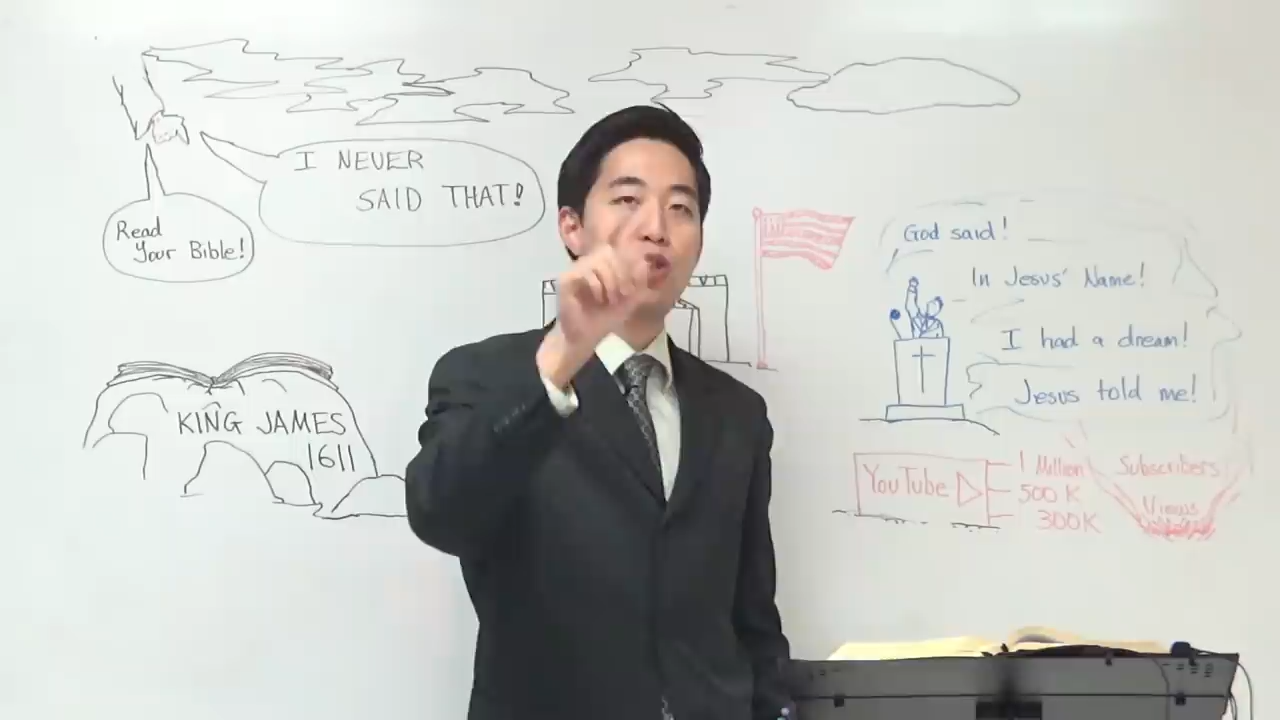 I NEVER
SAID THAT!
Read
Your Bible!
KING JAMES
1611
God said!
In Jesus' Name!
I had a dream!
Jesus told me!
YouTube
1 Million
500 K
300K
Subscribers
Views